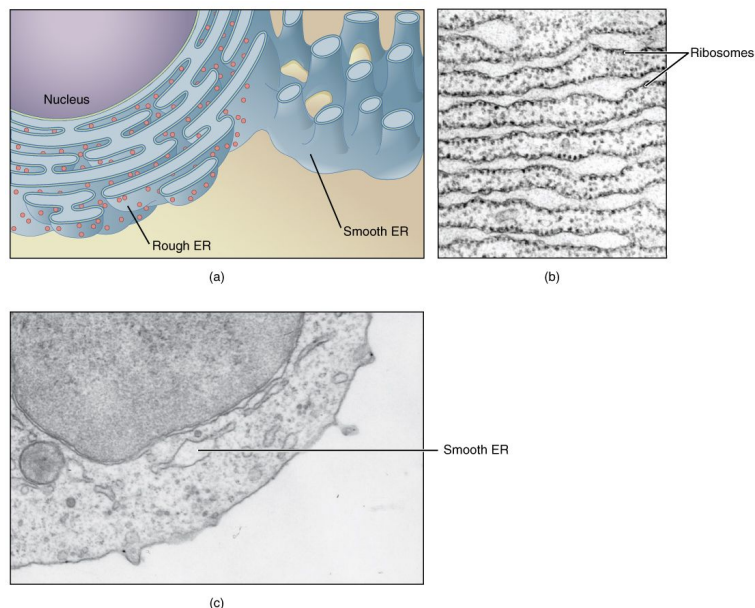 Nucleus
Rough ER
Smooth ER
(a)
Ribosomes
(b)
Smooth ER
(c)